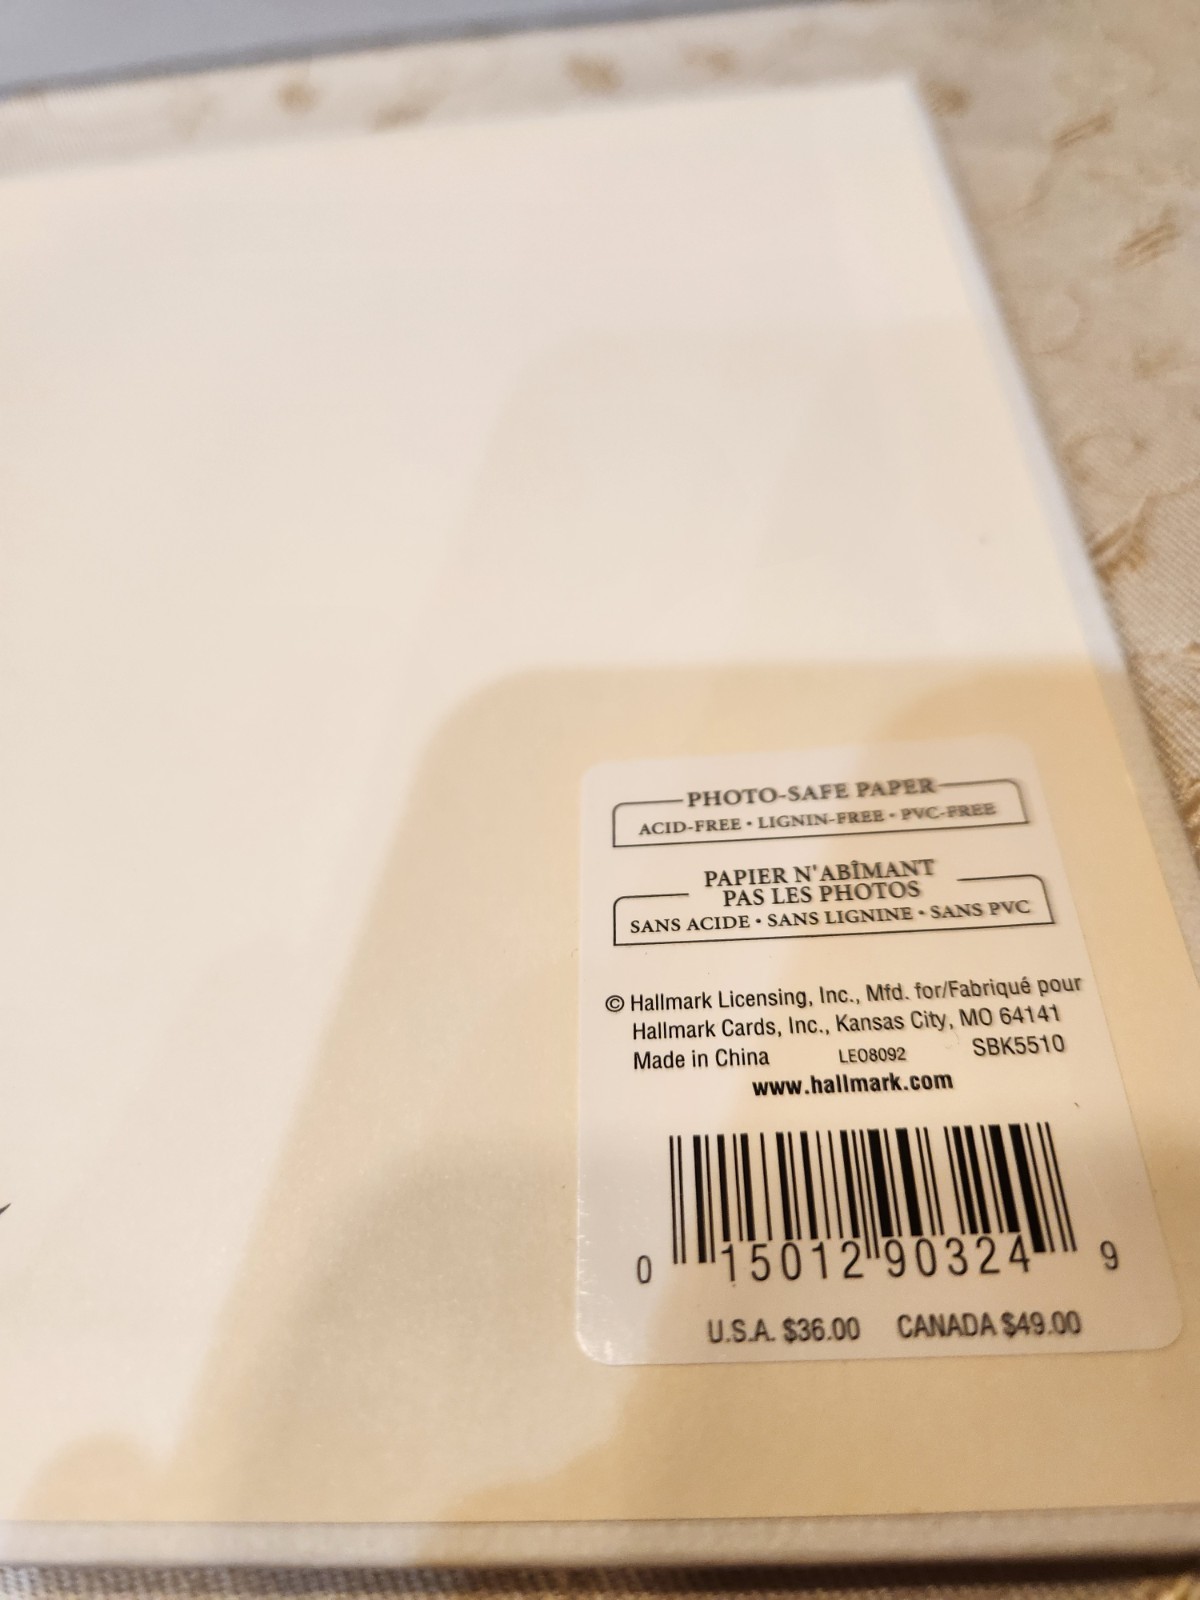 PHOTO-SAFE PAPER
ACID-FREE • LIGNIN-FREE • PVC-FREE
PAPIER N'ABÎMANT
PAS LES PHOTOS
SANS ACIDE • SANS LIGNINE • SANS PVC
© Hallmark Licensing, Inc., Mfd. for/Fabriqué pour
Hallmark Cards, Inc., Kansas City, MO 64141
Made in China LEO8092 SBK5510
www.hallmark.com
0 15012 90324 9
U.S.A. $36.00 CANADA $49.00